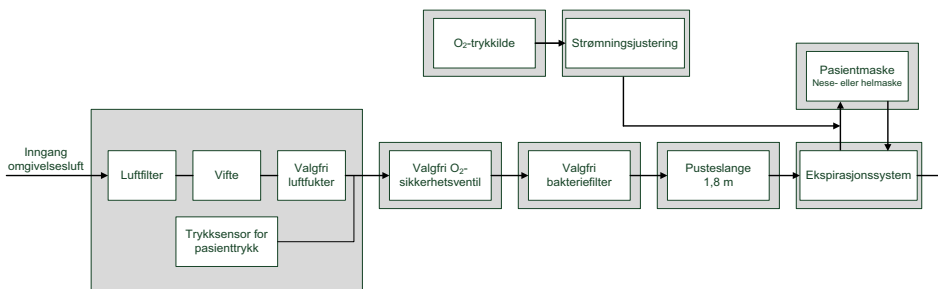 O₂-trykkilde
Strømningsjustering
Pasientmaske
Nese- eller helmaske
Inngang
omgivelsesluft
Luftfilter
Vifte
Valgfri
luftfukter
Valgfri O₂-
sikkerhetsventil
Valgfri
bakteriefilter
Pusteslange
1,8 m
Ekspirasjonssystem
Trykksensor for
pasienttrykk